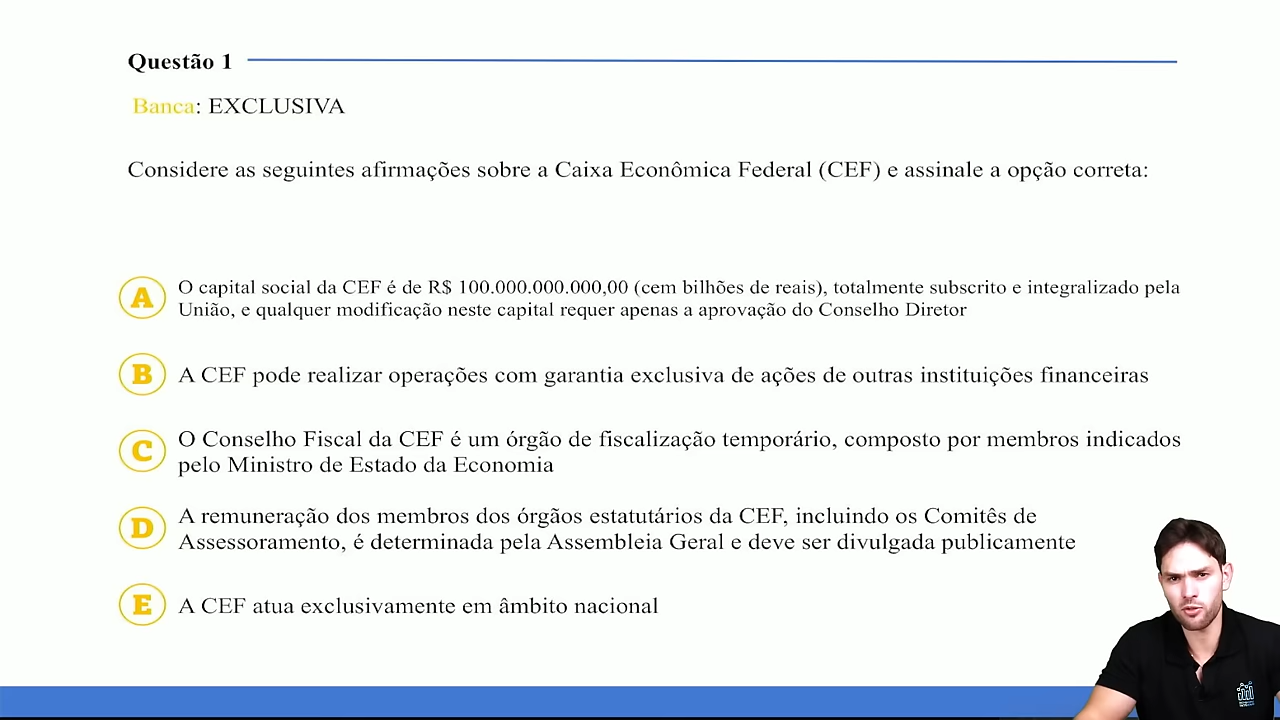 Questão 1
Banca: EXCLUSIVA
Considere as seguintes afirmações sobre a Caixa Econômica Federal (CEF) e assinale a opção correta:
A
O capital social da CEF é de R$ 100.000.000.000,00 (cem bilhões de reais), totalmente subscrito e integralizado pela
União, e qualquer modificação neste capital requer apenas a aprovação do Conselho Diretor
B
A CEF pode realizar operações com garantia exclusiva de ações de outras instituições financeiras
C
O Conselho Fiscal da CEF é um órgão de fiscalização temporário, composto por membros indicados
pelo Ministro de Estado da Economia
D
A remuneração dos membros dos órgãos estatutários da CEF, incluindo os Comitês de
Assessoramento, é determinada pela Assembleia Geral e deve ser divulgada publicamente
E
A CEF atua exclusivamente em âmbito nacional